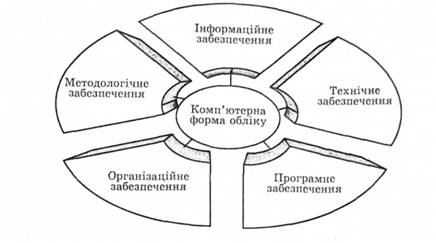 Інформаційне
забезпечення
Методологічне
забезпечення
Технічне
забезпечення
Комп’ютерна
форма обліку
Організаційне
забезпечення
Програмне
забезпечення